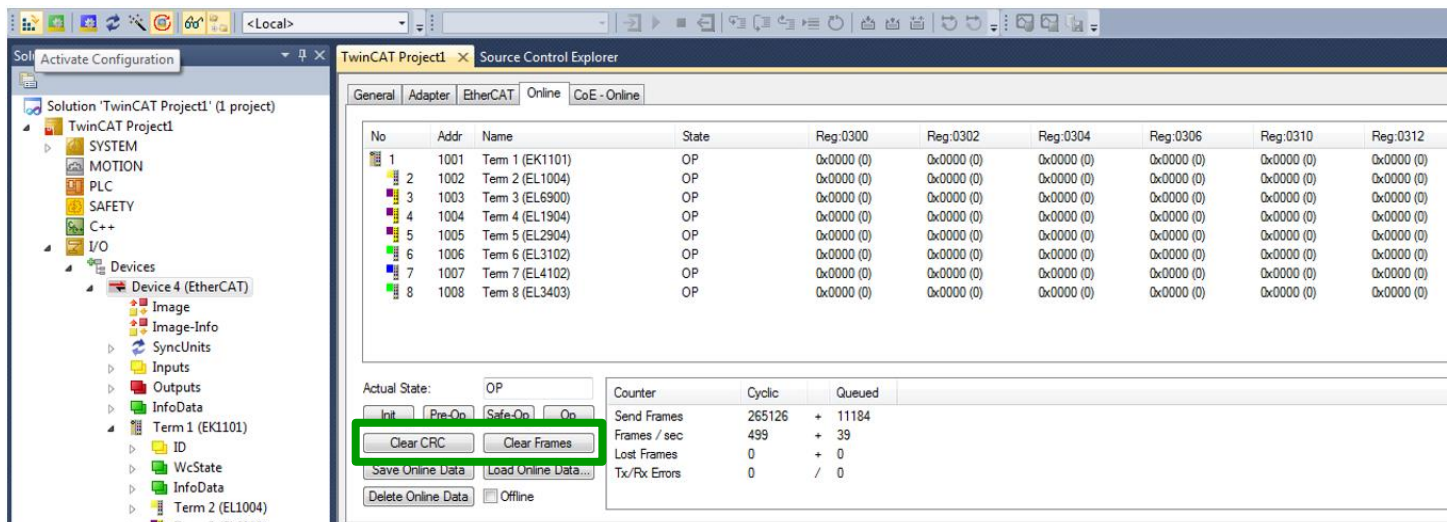 <Local>
Sol
Activate Configuration
TwinCAT Project1
Source Control Explorer
Solution 'TwinCAT Project1' (1 project)
TwinCAT Project1
SYSTEM
MOTION
PLC
SAFETY
C++
I/O
Devices
Device 4 (EtherCAT)
Image
Image-Info
SyncUnits
Inputs
Outputs
InfoData
Term 1 (EK1101)
ID
WcState
InfoData
Term 2 (EL1004)
General Adapter EtherCAT Online CoE - Online
No Addr Name State Reg:0300 Reg:0302 Reg:0304 Reg:0306 Reg:0310 Reg:0312
1 1001 Term 1 (EK1101) OP 0x0000 (0) 0x0000 (0) 0x0000 (0) 0x0000 (0) 0x0000 (0) 0x0000 (0)
2 1002 Term 2 (EL1004) OP 0x0000 (0) 0x0000 (0) 0x0000 (0) 0x0000 (0) 0x0000 (0) 0x0000 (0)
3 1003 Term 3 (EL6900) OP 0x0000 (0) 0x0000 (0) 0x0000 (0) 0x0000 (0) 0x0000 (0) 0x0000 (0)
4 1004 Term 4 (EL1904) OP 0x0000 (0) 0x0000 (0) 0x0000 (0) 0x0000 (0) 0x0000 (0) 0x0000 (0)
5 1005 Term 5 (EL2904) OP 0x0000 (0) 0x0000 (0) 0x0000 (0) 0x0000 (0) 0x0000 (0) 0x0000 (0)
6 1006 Term 6 (EL3102) OP 0x0000 (0) 0x0000 (0) 0x0000 (0) 0x0000 (0) 0x0000 (0) 0x0000 (0)
7 1007 Term 7 (EL4102) OP 0x0000 (0) 0x0000 (0) 0x0000 (0) 0x0000 (0) 0x0000 (0) 0x0000 (0)
8 1008 Term 8 (EL3403) OP 0x0000 (0) 0x0000 (0) 0x0000 (0) 0x0000 (0) 0x0000 (0) 0x0000 (0)
Actual State: OP
Init Pre-Op Safe-Op Op
Clear CRC Clear Frames
Save Online Data Load Online Data...
Delete Online Data Offline
Counter Cyclic Queued
Send Frames 265126 + 11184
Frames / sec 499 + 39
Lost Frames 0 + 0
Tx/Rx Errors 0 / 0